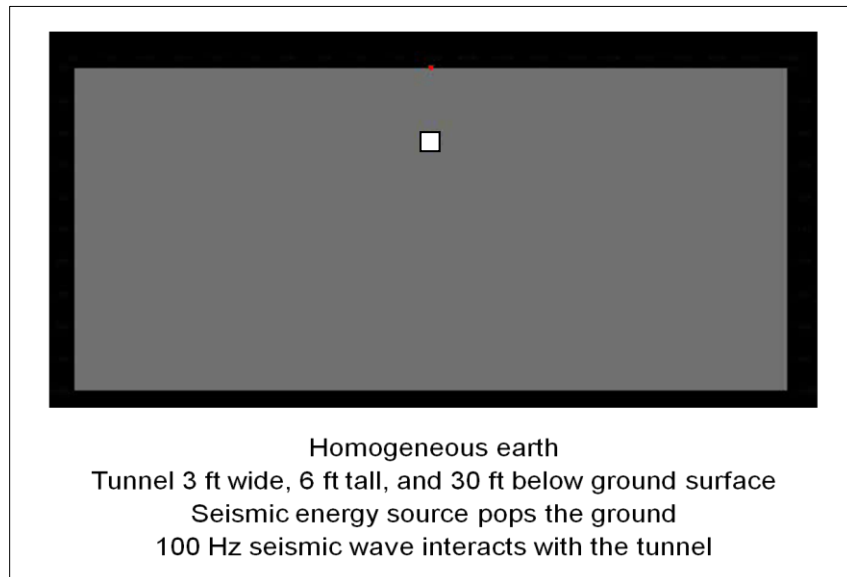 Homogeneous earth
Tunnel 3 ft wide, 6 ft tall, and 30 ft below ground surface
Seismic energy source pops the ground
100 Hz seismic wave interacts with the tunnel